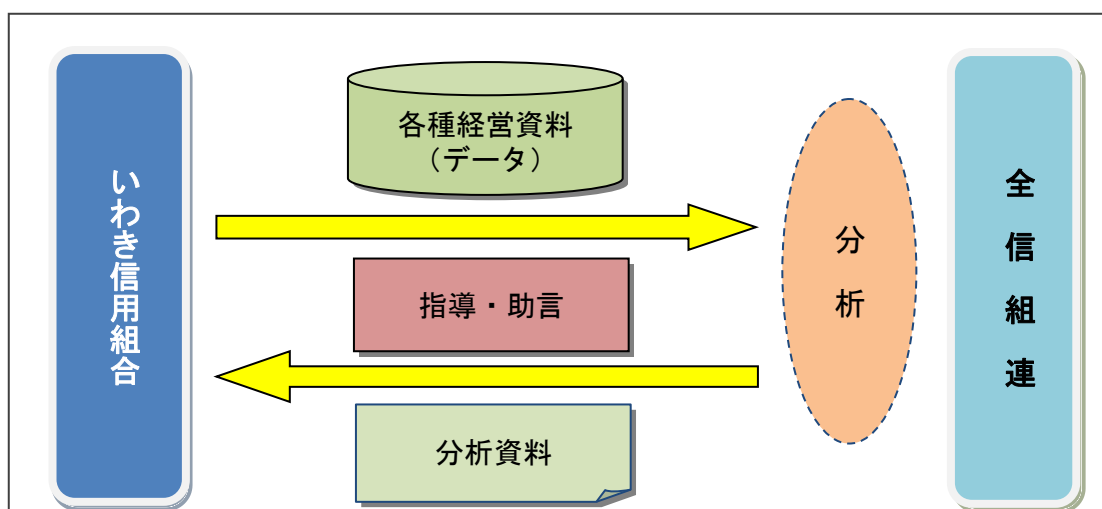 いわき信用組合
各種経営資料
（データ）
指導・助言
分析資料
分析
全信組連